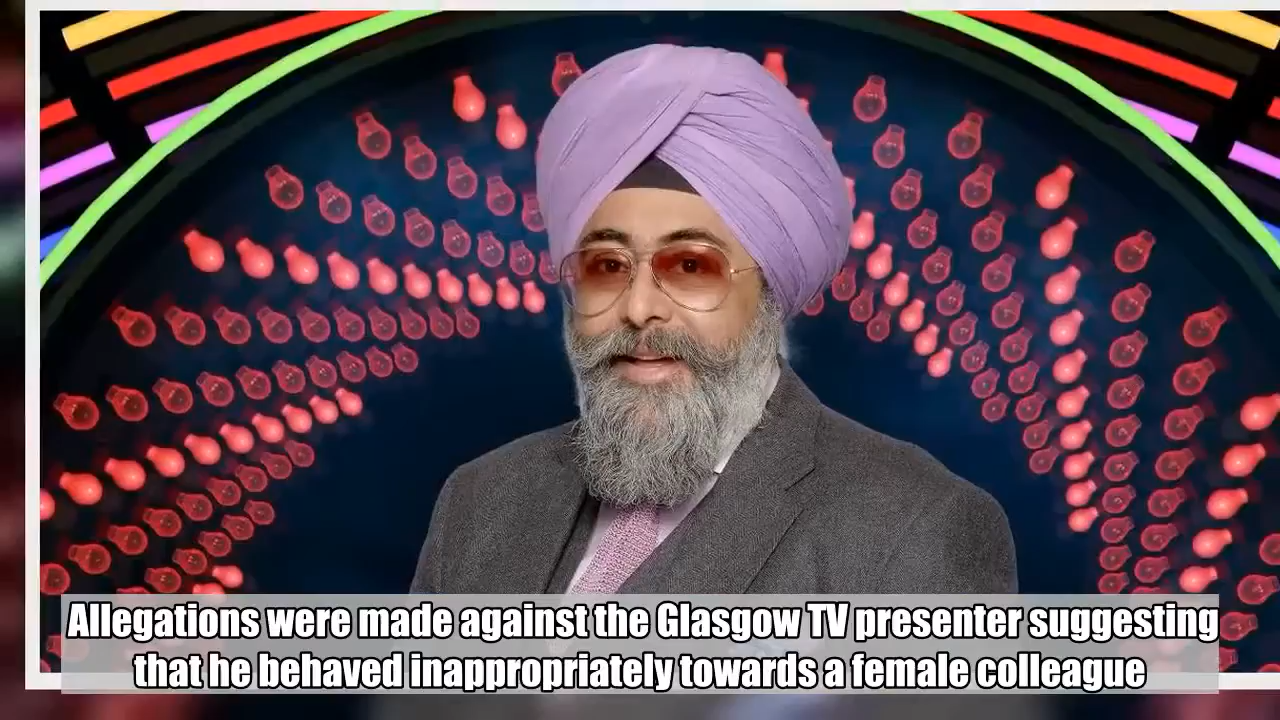 Allegations were made against the Glasgow TV presenter suggesting
that he behaved inappropriately towards a female colleague